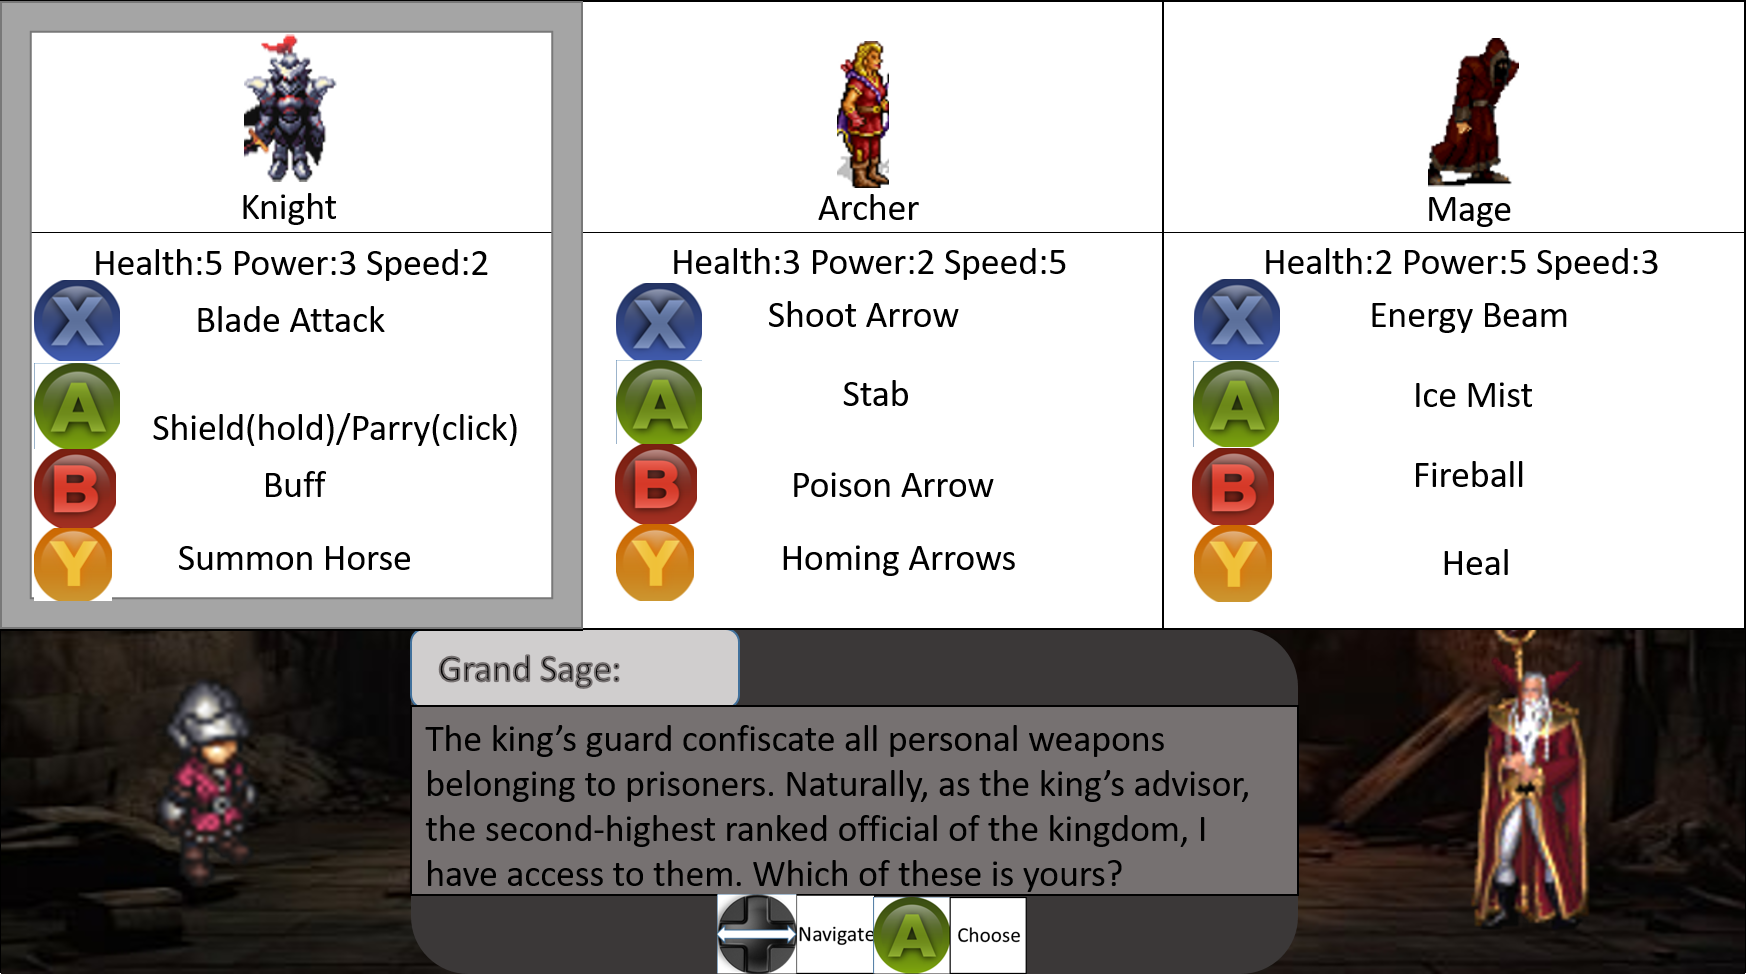 Knight
Archer
Mage
Health:5 Power:3 Speed:2
X Blade Attack
A Shield(hold)/Parry(click)
B Buff
Y Summon Horse
Health:3 Power:2 Speed:5
X Shoot Arrow
A Stab
B Poison Arrow
Y Homing Arrows
Health:2 Power:5 Speed:3
X Energy Beam
A Ice Mist
B Fireball
Y Heal
Grand Sage:
The king’s guard confiscate all personal weapons
belonging to prisoners. Naturally, as the king’s advisor,
the second-highest ranked official of the kingdom, I
have access to them. Which of these is yours?
Navigate A Choose